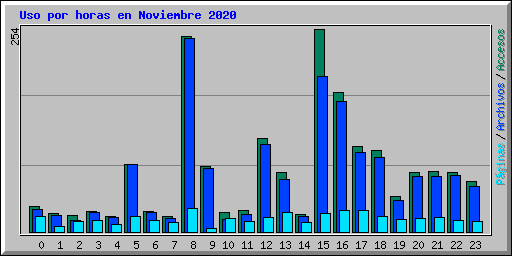 Uso por horas en Noviembre 2020
254
Páginas / Archivos / Accesos
0 1 2 3 4 5 6 7 8 9 10 11 12 13 14 15 16 17 18 19 20 21 22 23